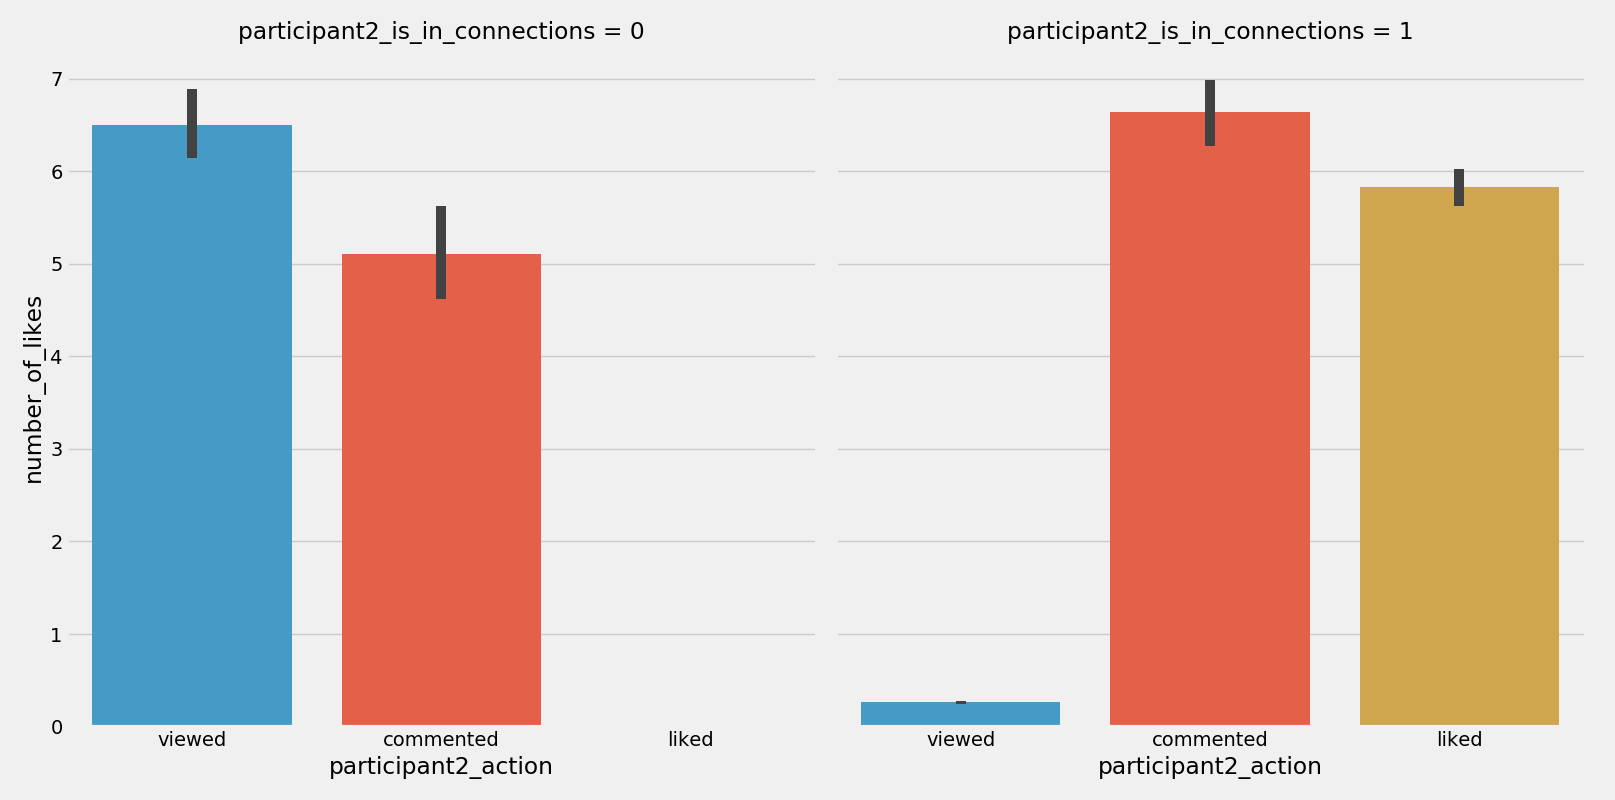 participant2_is_in_connections = 0
participant2_is_in_connections = 1
number_of_likes
7
6
5
4
3
2
1
0
viewed
commented
liked
viewed
commented
liked
participant2_action
participant2_action